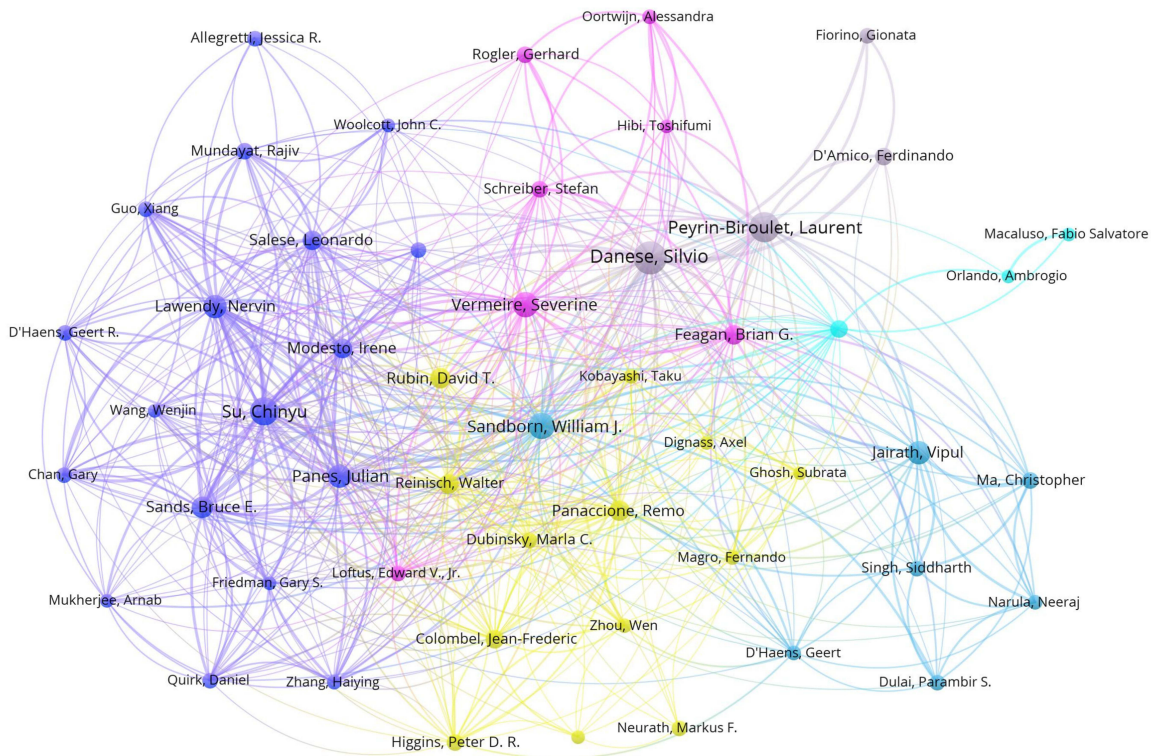 Oortwijn, Alessandra
Allegretti, Jessica R.
Fiorino, Gionata
Rogler, Gerhard
Woolcott, John C.
Hibi, Toshifumi
Mundayat, Rajiv
D'Amico, Ferdinando
Schreiber, Stefan
Guo, Xiang
Peyrin-Biroulet, Laurent
Macaluso, Fabio Salvatore
Salese, Leonardo
Danese, Silvio
Orlando, Ambrogio
Lawendy, Nervin
Vermeire, Severine
D'Haens, Geert R.
Feagan, Brian G.
Modesto, Irene
Rubin, David T.
Kobayashi, Taku
Wang, Wenjin
Su, Chinyu
Sandborn, William J.
Dignass, Axel
Jairath, Vipul
Chan, Gary
Panes, Julian
Ghosh, Subrata
Ma, Christopher
Reinisch, Walter
Sands, Bruce E.
Panaccione, Remo
Dubinsky, Marla C.
Magro, Fernando
Singh, Siddharth
Loftus, Edward V., Jr.
Friedman, Gary S.
Mukherjee, Arnab
Narula, Neeraj
Zhou, Wen
Colombel, Jean-Frederic
D'Haens, Geert
Quirk, Daniel
Zhang, Haiying
Dulai, Parambir S.
Neurath, Markus F.
Higgins, Peter D. R.